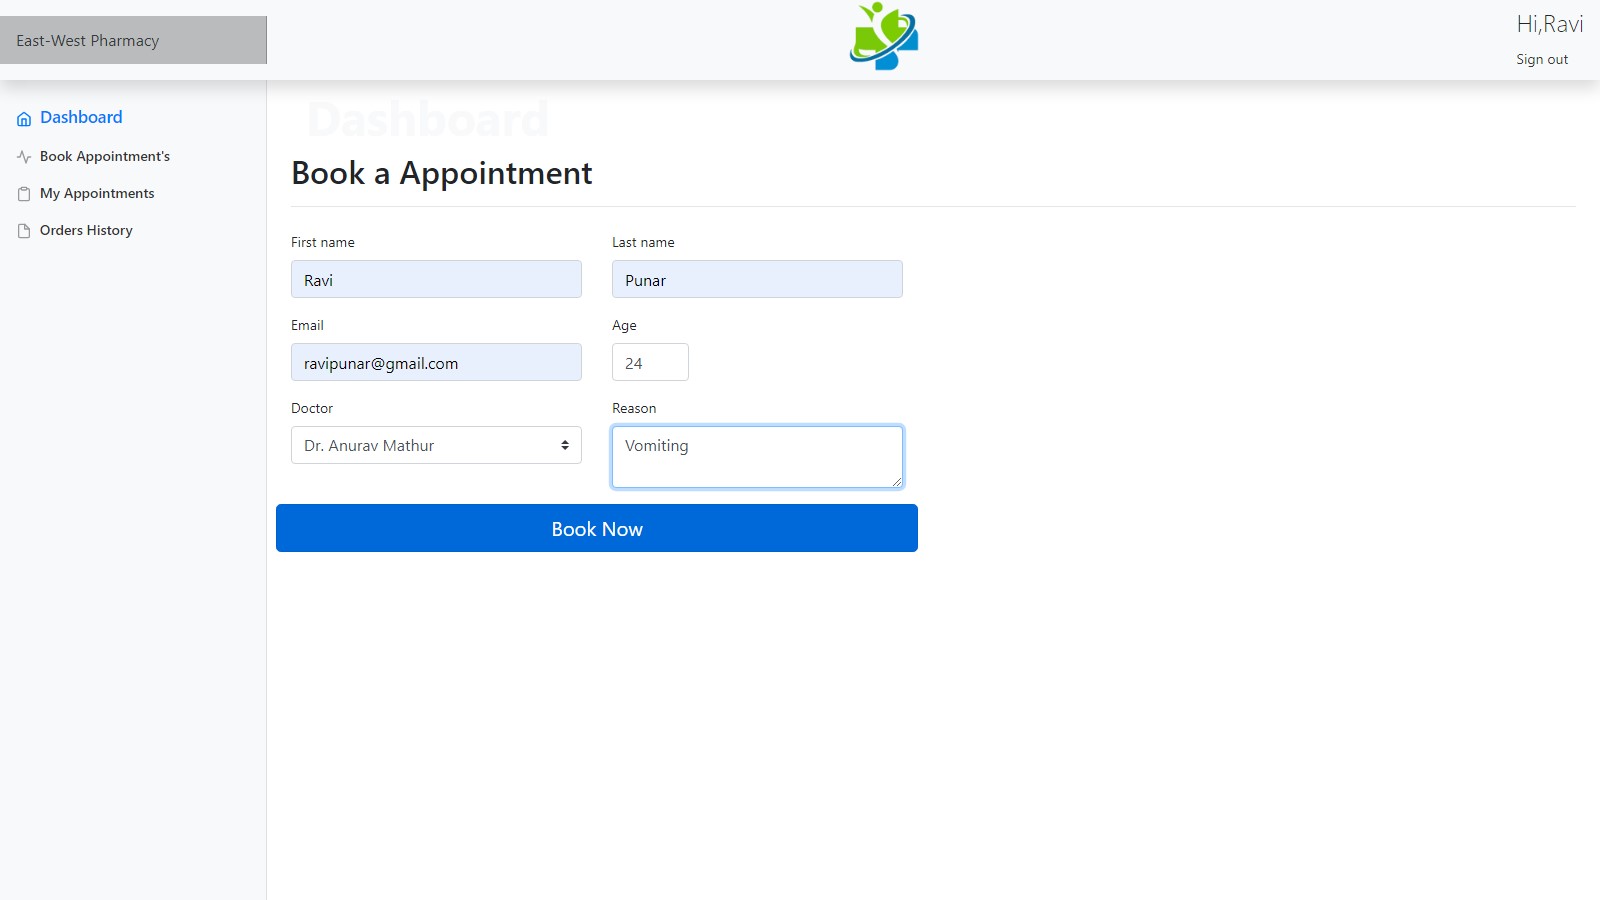 East-West Pharmacy
Hi,Ravi
Sign out
Dashboard
Book Appointment's
My Appointments
Orders History
Dashboard
Book a Appointment
First name
Last name
Ravi
Punar
Email
Age
ravipunar@gmail.com
24
Doctor
Reason
Dr. Anurav Mathur
Vomiting
Book Now